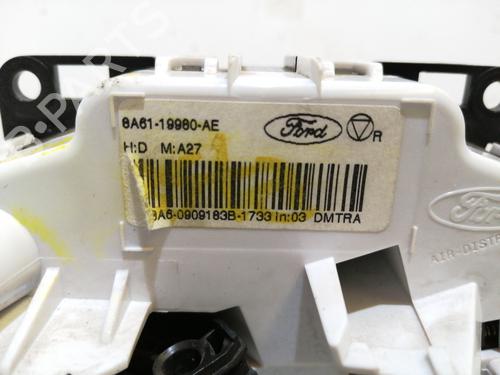 8A61-19980-AE
Ford
R
H:D M:A27
8A6-0909183B-1733 in:03 DMTRA
Ford
AIR-DIST